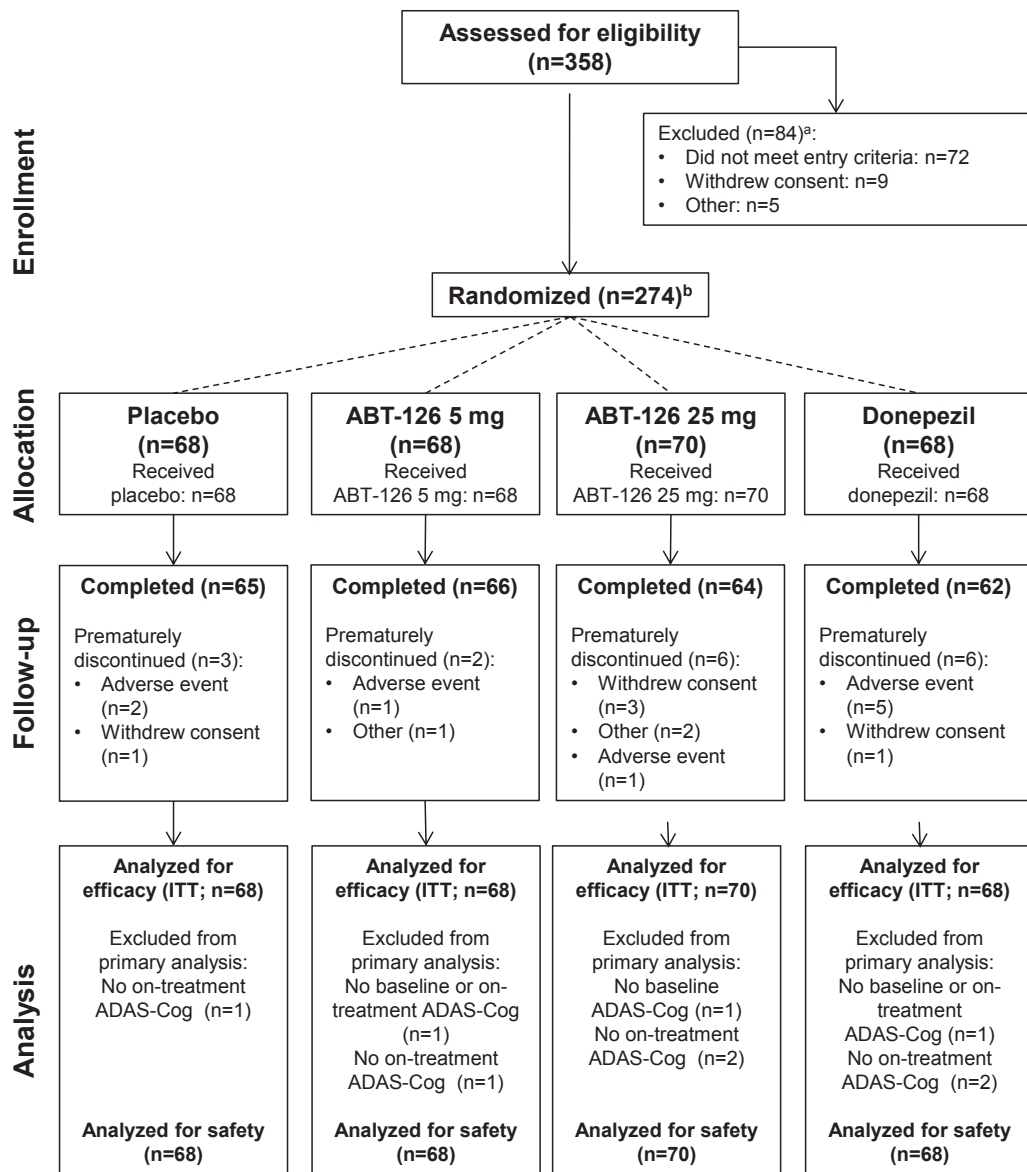 Assessed for eligibility
(n=358)
Excluded (n=84)ᵃ:
• Did not meet entry criteria: n=72
• Withdrew consent: n=9
• Other: n=5
Enrollment
Randomized (n=274)ᵇ
Allocation
Placebo
(n=68)
Received
placebo: n=68
ABT-126 5 mg
(n=68)
Received
ABT-126 5 mg: n=68
ABT-126 25 mg
(n=70)
Received
ABT-126 25 mg: n=70
Donepezil
(n=68)
Received
donepezil: n=68
Follow-up
Completed (n=65)
Prematurely
discontinued (n=3):
• Adverse event
(n=2)
• Withdrew consent
(n=1)
Completed (n=66)
Prematurely
discontinued (n=2):
• Adverse event
(n=1)
• Other (n=1)
Completed (n=64)
Prematurely
discontinued (n=6):
• Withdrew consent
(n=3)
• Other (n=2)
• Adverse event
(n=1)
Completed (n=62)
Prematurely
discontinued (n=6):
• Adverse event
(n=5)
• Withdrew consent
(n=1)
Analysis
Analyzed for
efficacy (ITT; n=68)
Excluded from
primary analysis:
No on-treatment
ADAS-Cog (n=1)
Analyzed for safety
(n=68)
Analyzed for
efficacy (ITT; n=68)
Excluded from
primary analysis:
No baseline or on-
treatment ADAS-Cog
(n=1)
No on-treatment
ADAS-Cog (n=1)
Analyzed for safety
(n=68)
Analyzed for
efficacy (ITT; n=70)
Excluded from
primary analysis:
No baseline
ADAS-Cog (n=1)
No on-treatment
ADAS-Cog (n=2)
Analyzed for safety
(n=70)
Analyzed for
efficacy (ITT; n=68)
Excluded from
primary analysis:
No baseline or on-
treatment
ADAS-Cog (n=1)
No on-treatment
ADAS-Cog (n=2)
Analyzed for safety
(n=68)